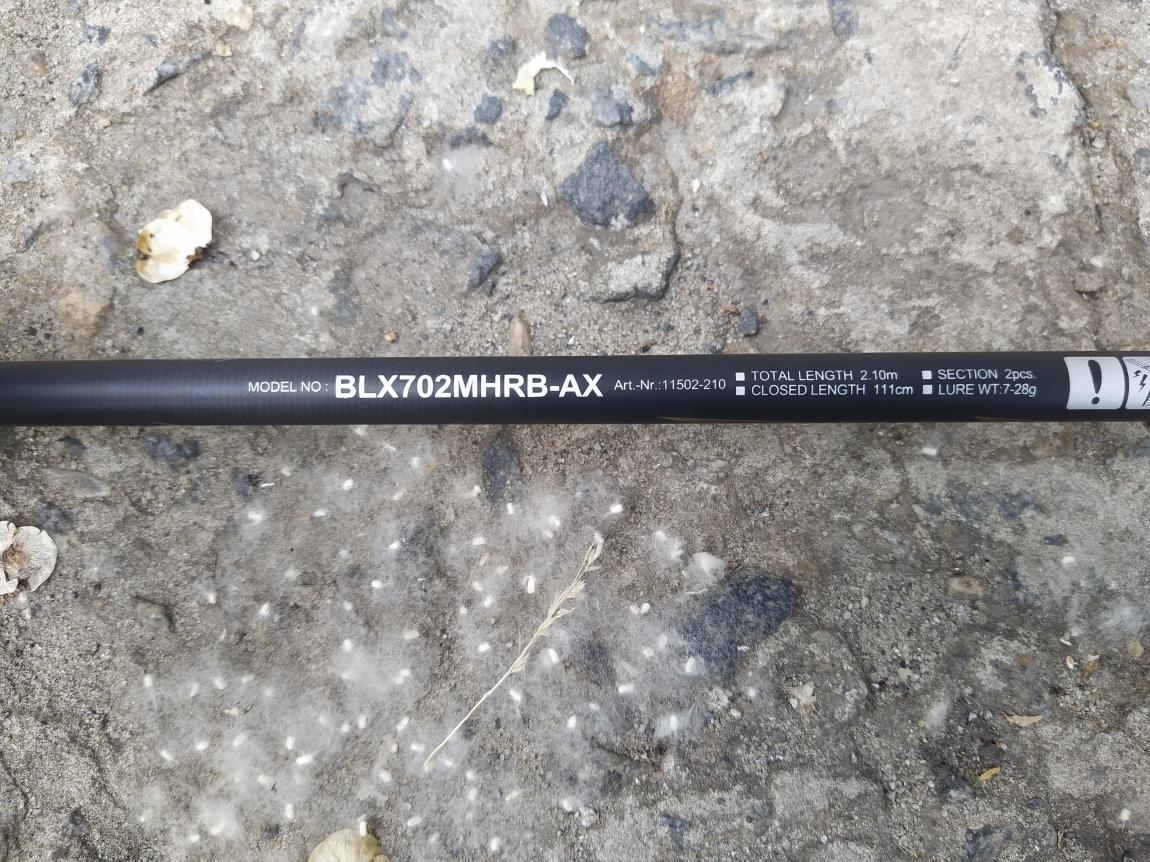 MODEL NO : BLX702MHRB-AX Art.-Nr.:11502-210
■ TOTAL LENGTH 2.10m ■ SECTION 2pcs.
■ CLOSED LENGTH 111cm ■ LURE WT:7-28g